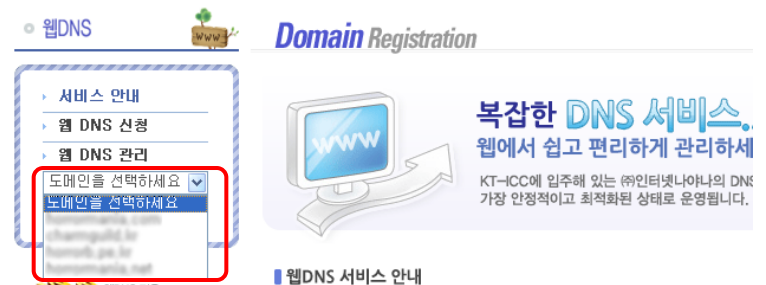 웹DNS
www
서비스 안내
웹 DNS 신청
웹 DNS 관리
도메인을 선택하세요
도메인을 선택하세요
Domain Registration
www
복잡한 DNS 서비스..
웹에서 쉽고 편리하게 관리하세
KT-ICC에 입주해 있는 ㈜인터넷나야나의 DNS
가장 안정적이고 최적화된 상태로 운영됩니다.
웹DNS 서비스 안내